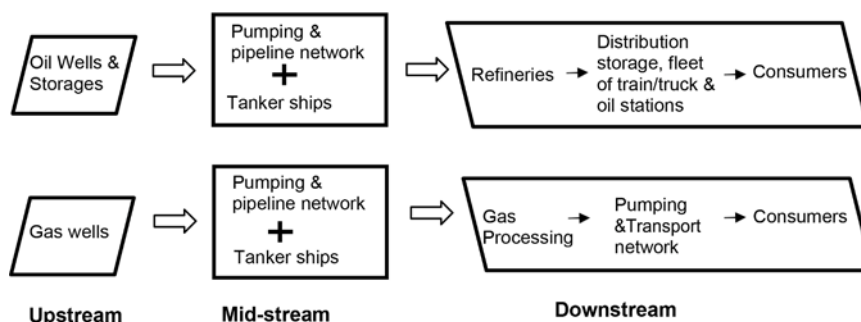 Oil Wells &
Storages
Pumping &
pipeline network
+
Tanker ships
Refineries
Distribution
storage, fleet
of train/truck &
oil stations
Consumers
Gas wells
Pumping &
pipeline network
+
Tanker ships
Gas
Processing
Pumping
&Transport
network
Consumers
Upstream
Mid-stream
Downstream